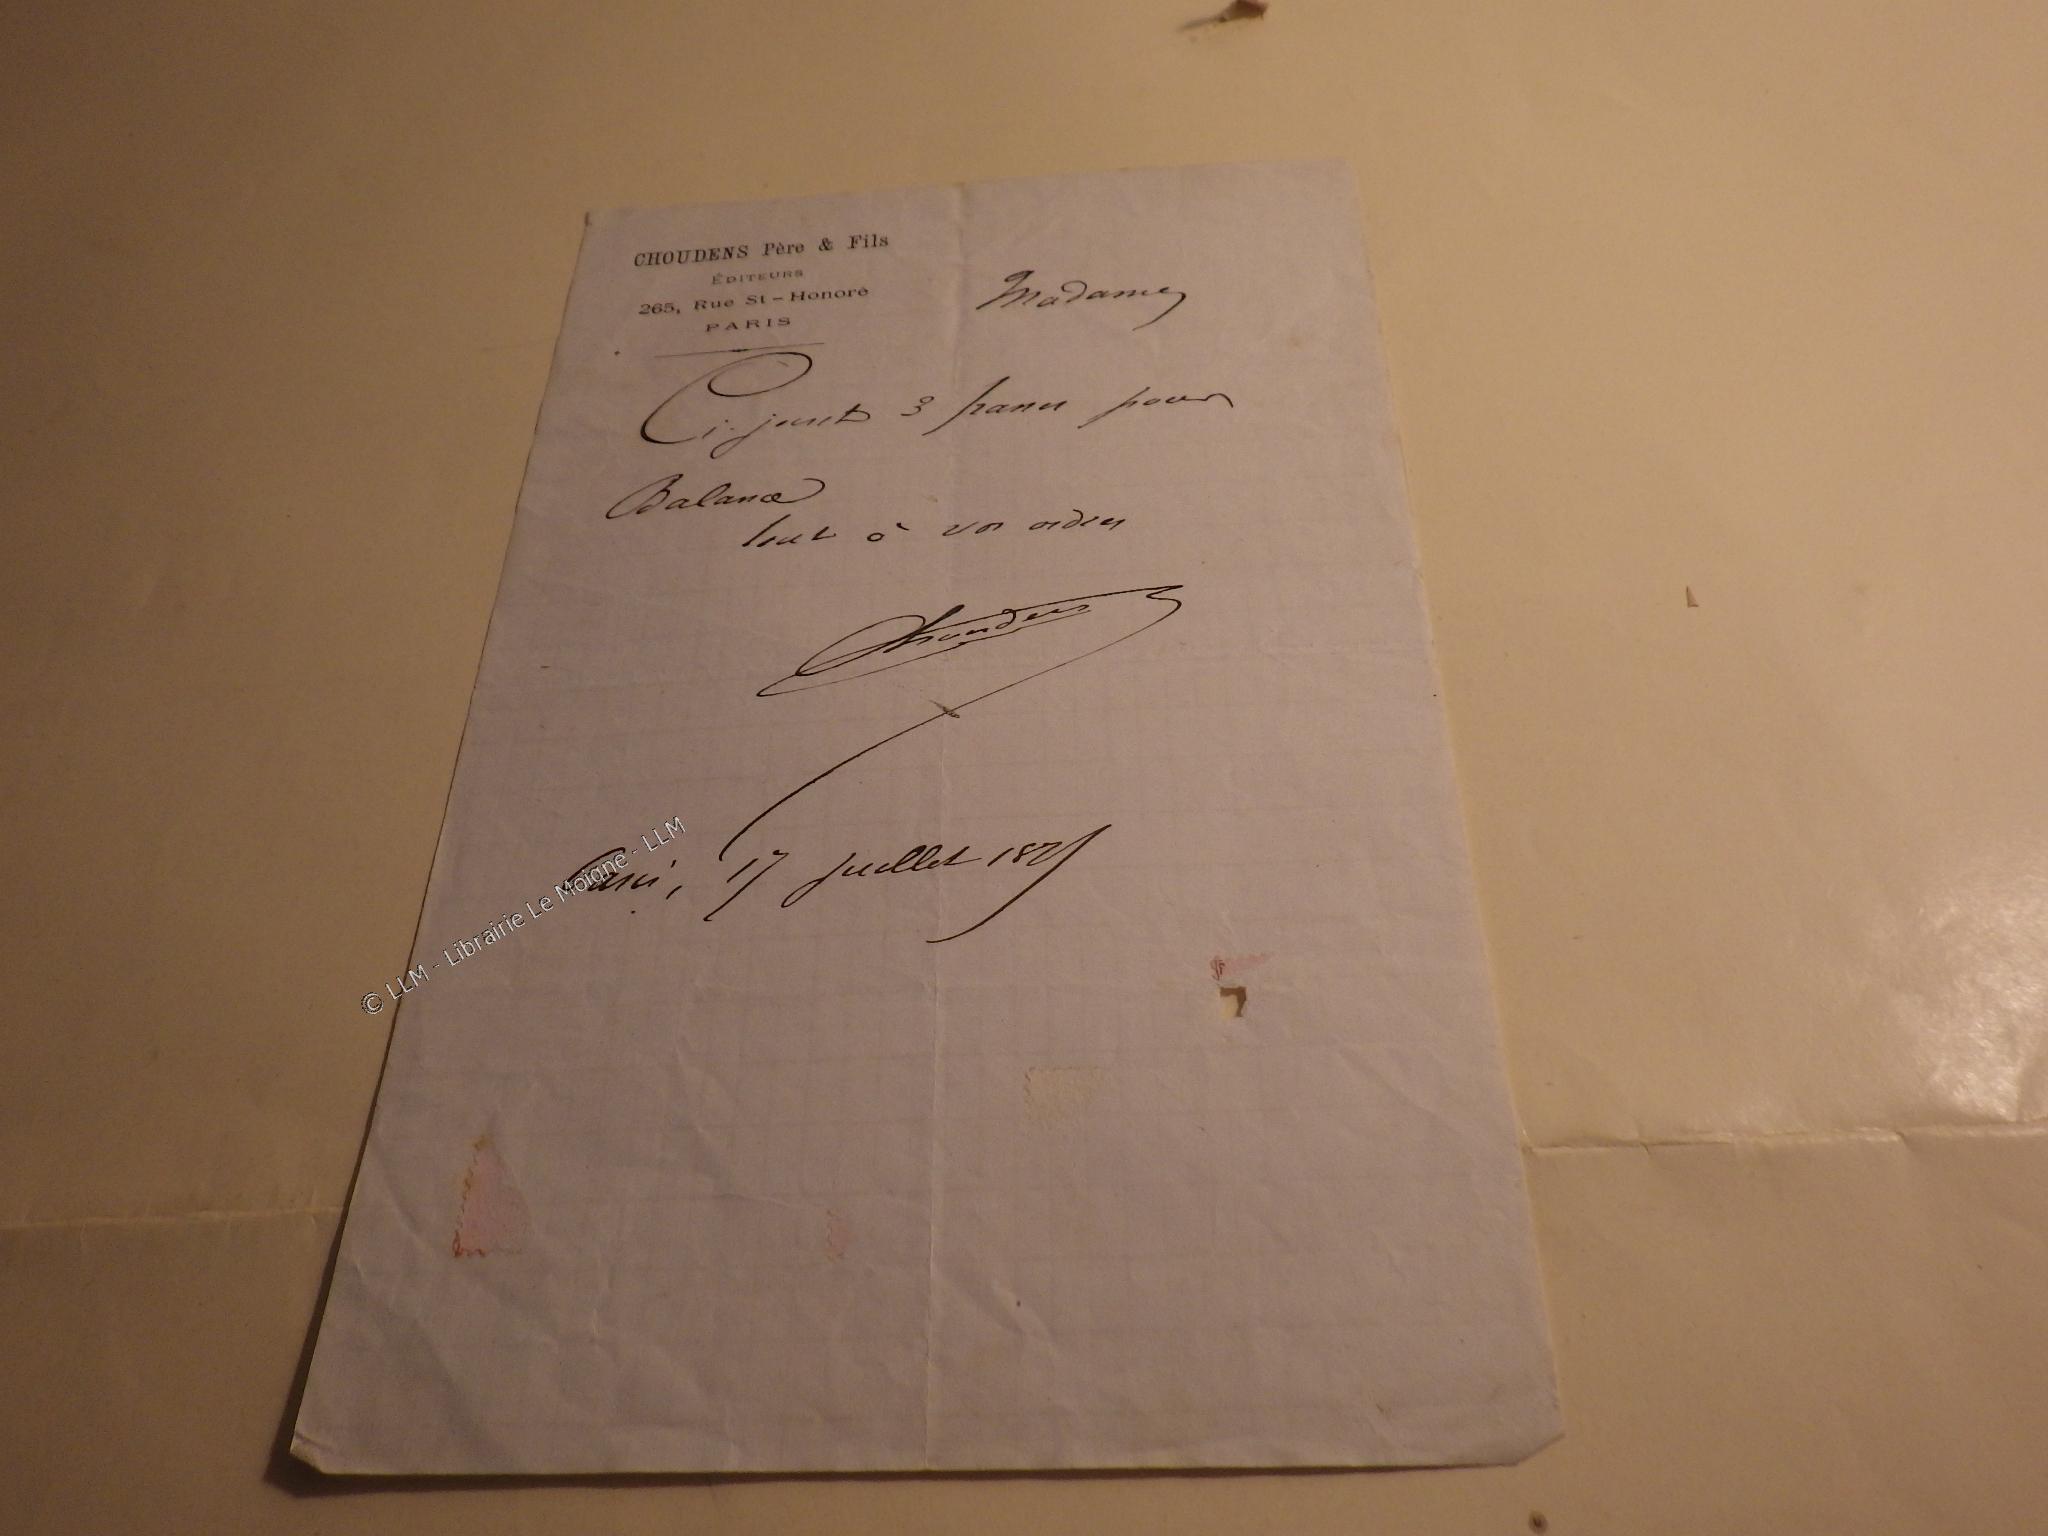 CHOUDENS Père & Fils
ÉDITEURS
265, Rue St-Honoré
PARIS
Madame,
Ci-joint 3 francs pour
Balance
tout à vos ordres
Choudens
Paris, 17 juillet
© LLM - Librairie Le Moigne - LLM